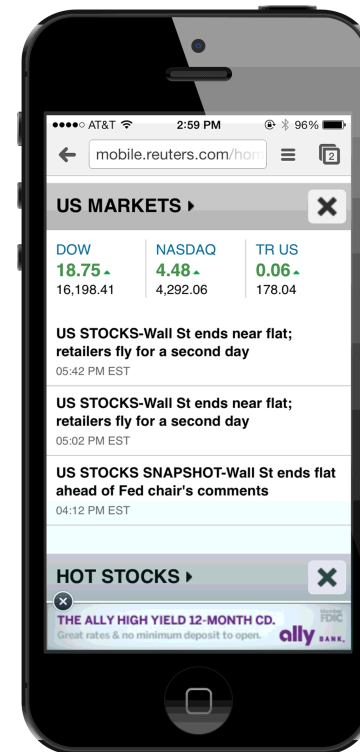 AT&T 2:59 PM 96%
mobile.reuters.com/hom 2
US MARKETS
DOW NASDAQ TR US
18.75 4.48 0.06
16,198.41 4,292.06 178.04
US STOCKS-Wall St ends near flat;
retailers fly for a second day
05:42 PM EST
US STOCKS-Wall St ends near flat;
retailers fly for a second day
05:02 PM EST
US STOCKS SNAPSHOT-Wall St ends flat
ahead of Fed chair's comments
04:12 PM EST
HOT STOCKS
THE ALLY HIGH YIELD 12-MONTH CD.
Great rates & no minimum deposit to open.
Member
FDIC
ally BANK.